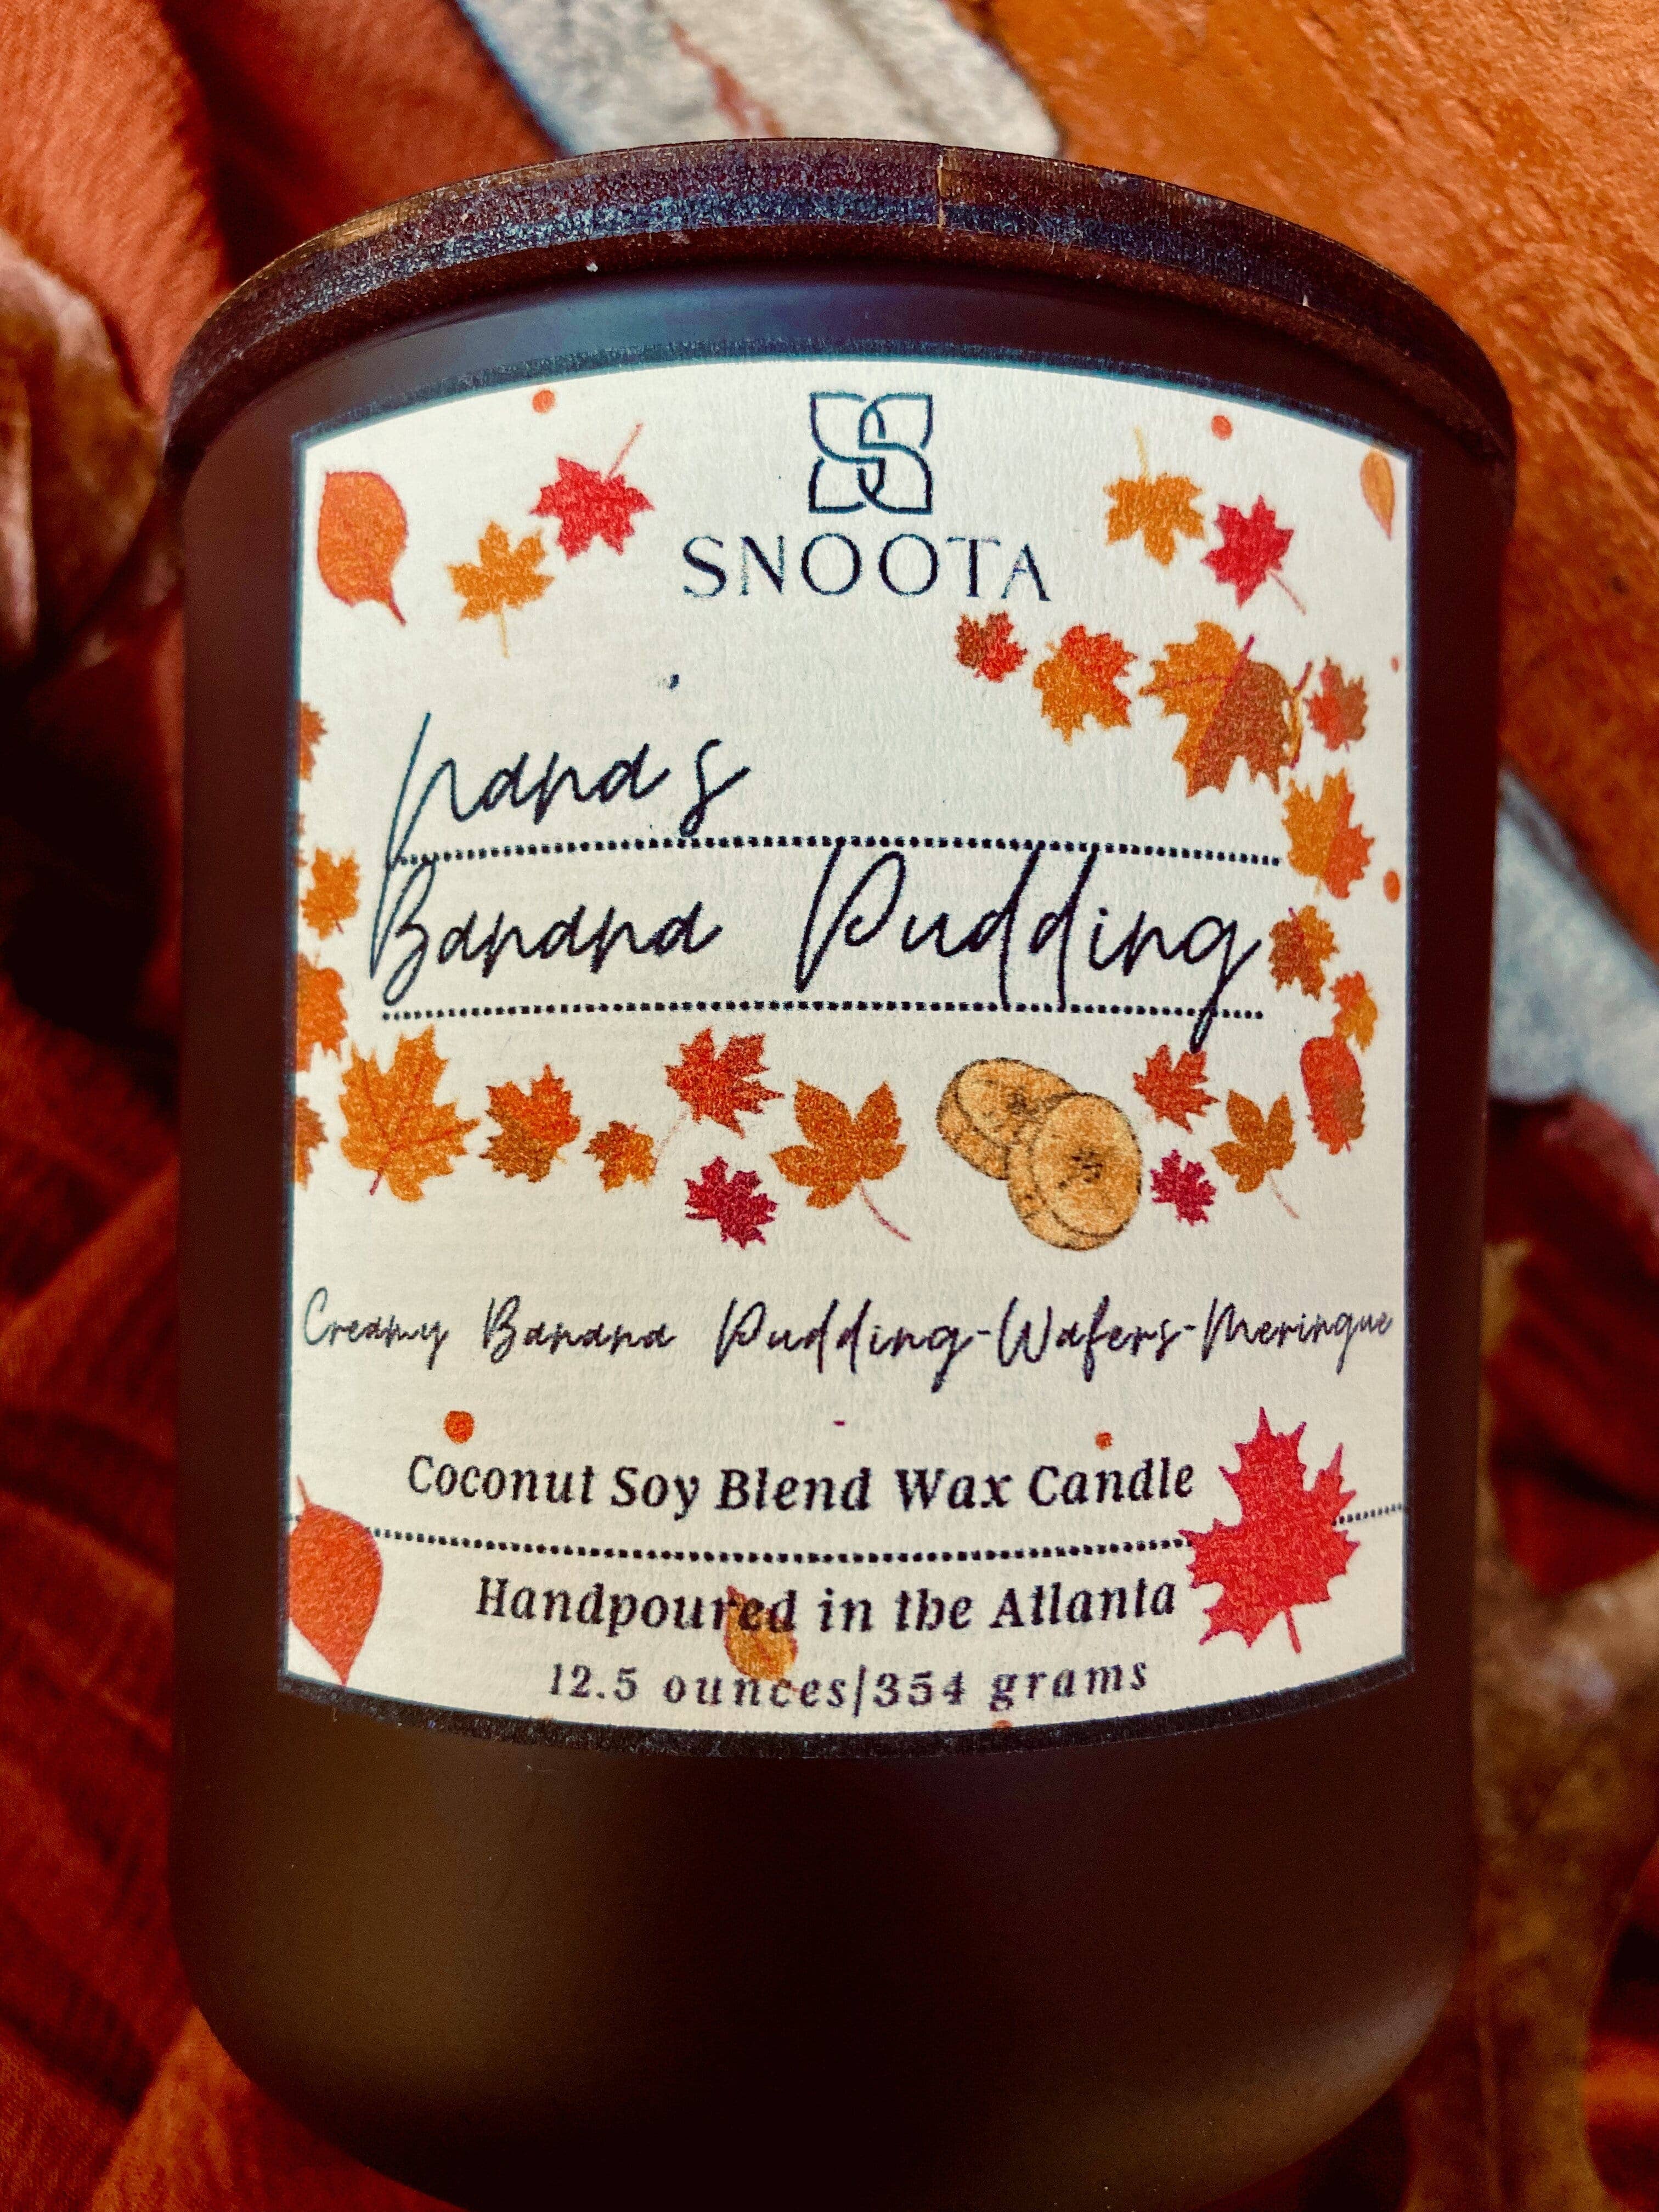 SNOOTA
Nana's
Banana Pudding
Creamy Banana Pudding-Wafers-Meringue
Coconut Soy Blend Wax Candle
Handpoured in the Atlanta
12.5 ounces/354 grams